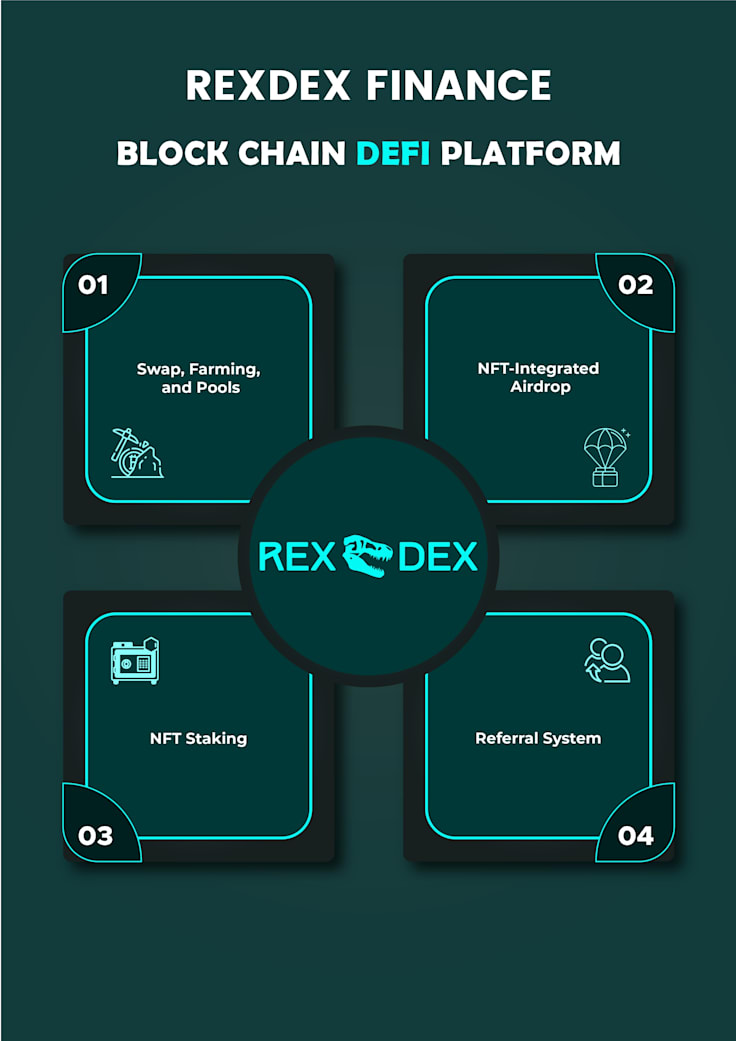 REXDEX FINANCE
BLOCK CHAIN DEFI PLATFORM
01
Swap, Farming,
and Pools
02
NFT-Integrated
Airdrop
REX DEX
NFT Staking
03
Referral System
04